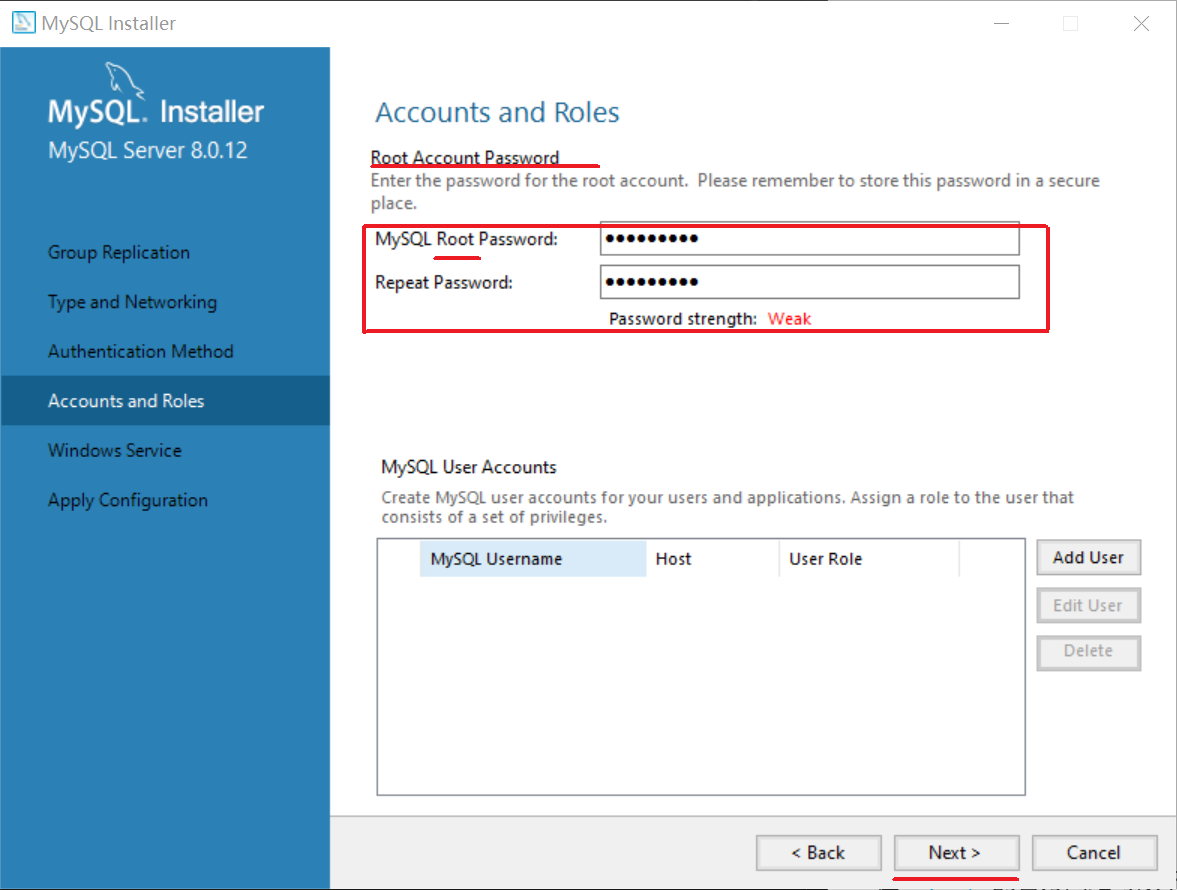 MySQL Installer
MySQL. Installer
MySQL Server 8.0.12
Group Replication
Type and Networking
Authentication Method
Accounts and Roles
Windows Service
Apply Configuration
Accounts and Roles
Root Account Password
Enter the password for the root account. Please remember to store this password in a secure
place.
MySQL Root Password: ●●●●●●●●●
Repeat Password: ●●●●●●●●●
Password strength: Weak
MySQL User Accounts
Create MySQL user accounts for your users and applications. Assign a role to the user that
consists of a set of privileges.
MySQL Username Host User Role
Add User
Edit User
Delete
< Back Next > Cancel